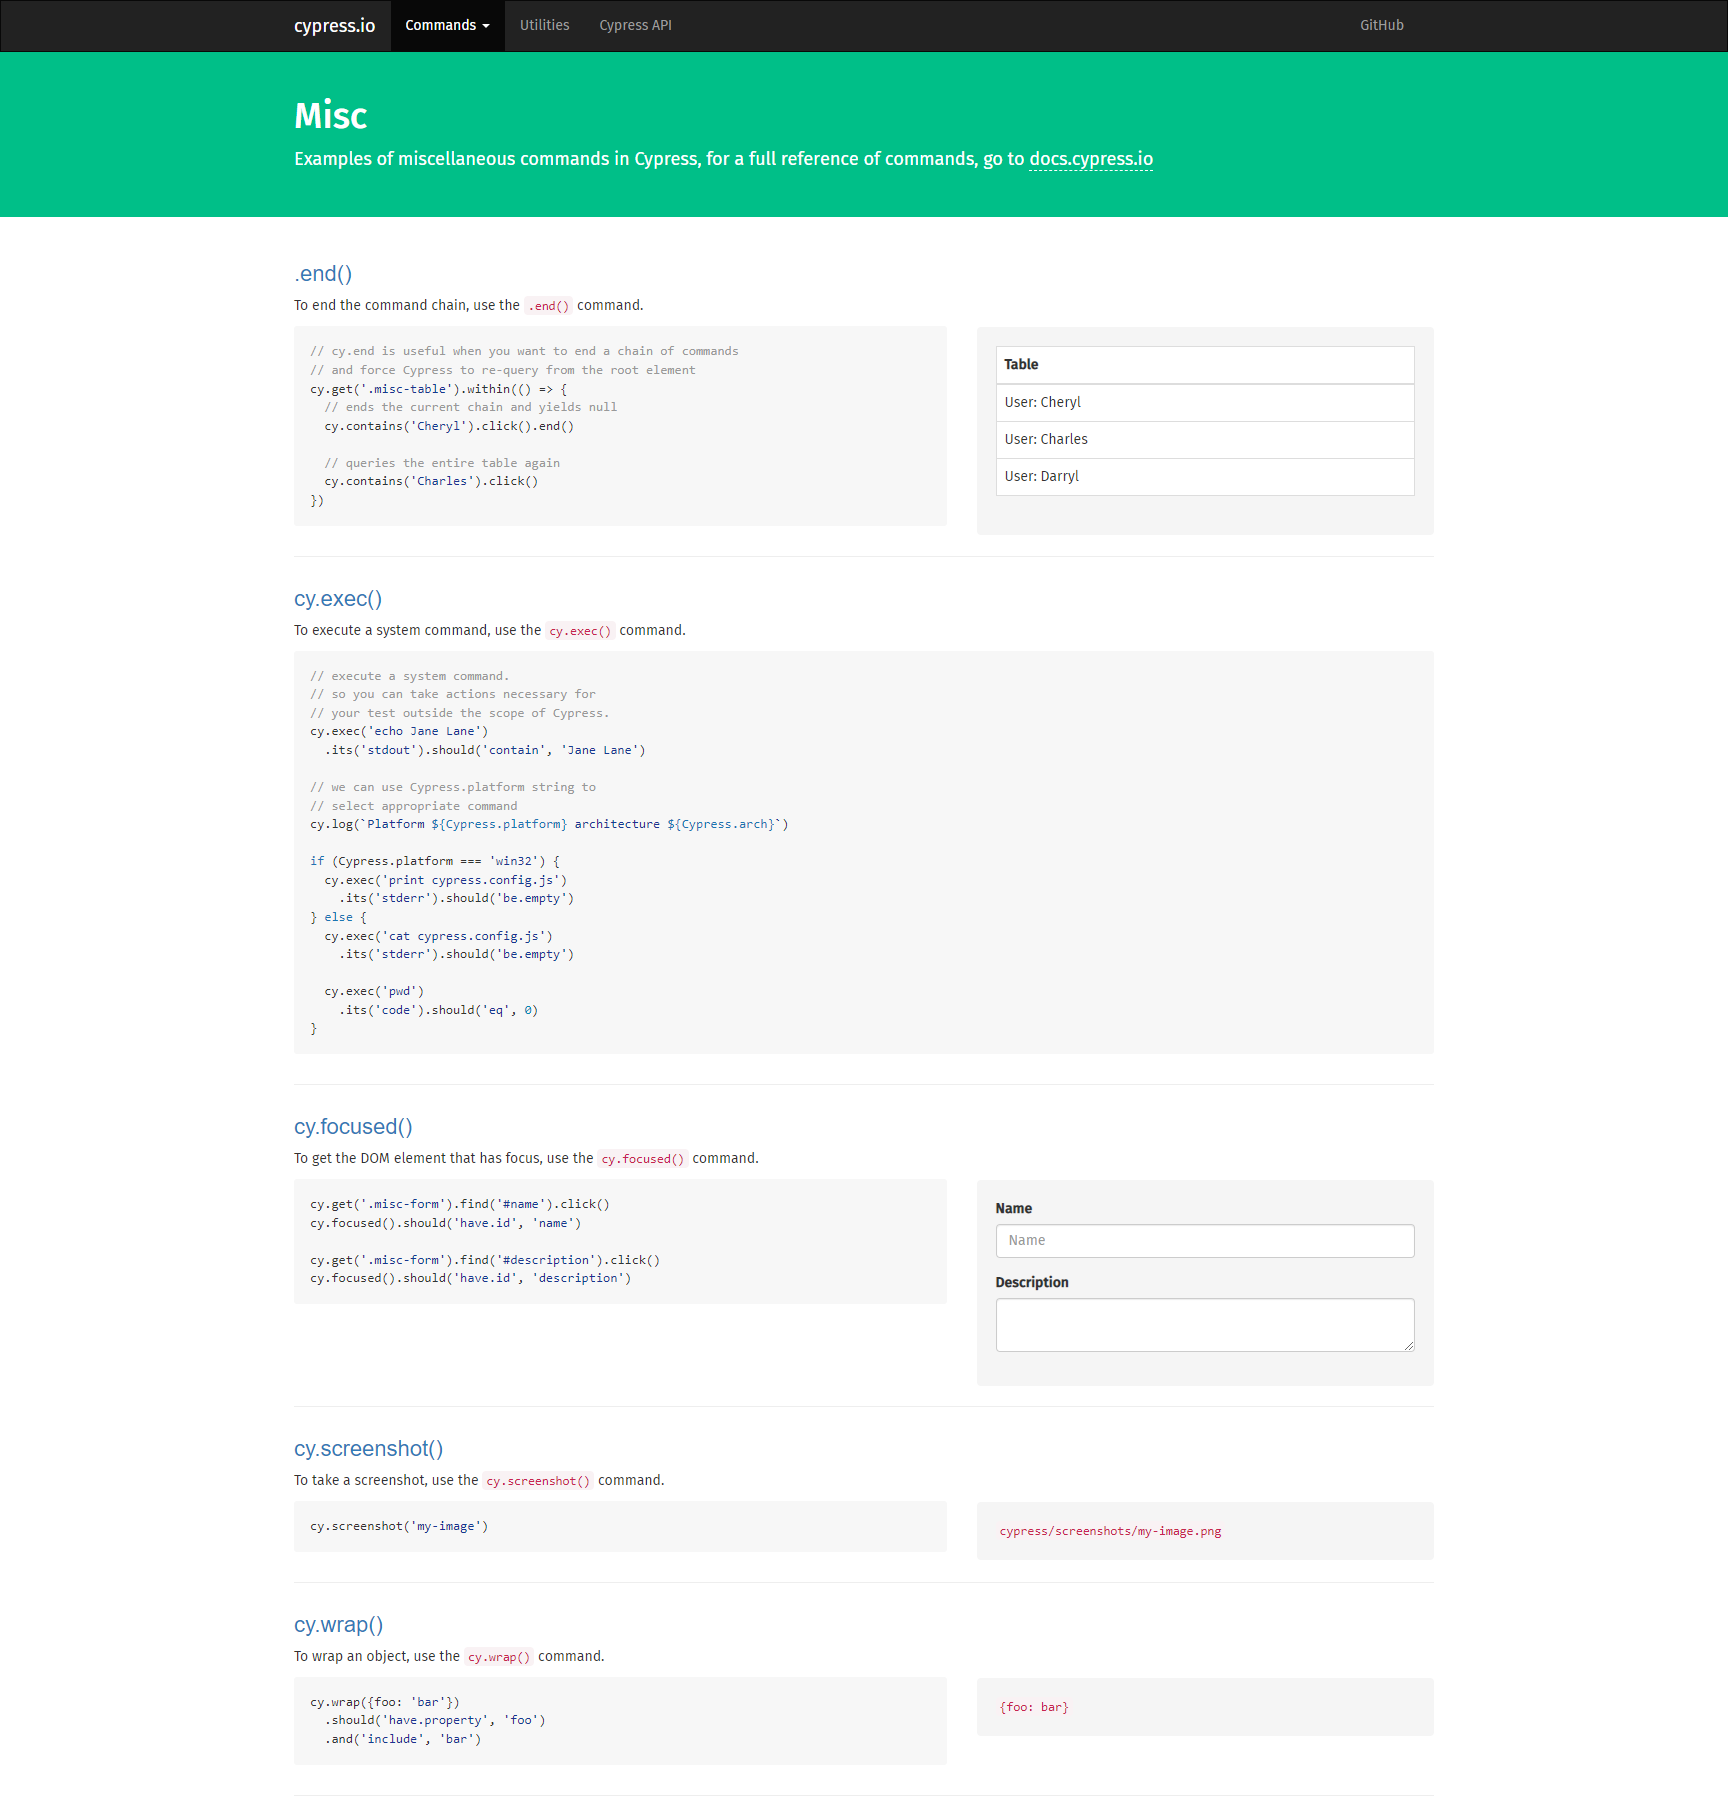 cypress.io Commands Utilities Cypress API GitHub
Misc
Examples of miscellaneous commands in Cypress, for a full reference of commands, go to docs.cypress.io
.end()
To end the command chain, use the .end() command.
// cy.end is useful when you want to end a chain of commands
// and force Cypress to re-query from the root element
cy.get('.misc-table').within(() => {
  // ends the current chain and yields null
  cy.contains('Cheryl').click().end()
  // queries the entire table again
  cy.contains('Charles').click()
})
Table
User: Cheryl
User: Charles
User: Darryl
cy.exec()
To execute a system command, use the cy.exec() command.
// execute a system command.
// so you can take actions necessary for
// your test outside the scope of Cypress.
cy.exec('echo Jane Lane')
  .its('stdout').should('contain', 'Jane Lane')
// we can use Cypress.platform string to
// select appropriate command
cy.log(`Platform ${Cypress.platform} architecture ${Cypress.arch}`)
if (Cypress.platform === 'win32') {
  cy.exec('print cypress.config.js')
    .its('stderr').should('be.empty')
} else {
  cy.exec('cat cypress.config.js')
    .its('stderr').should('be.empty')
  cy.exec('pwd')
    .its('code').should('eq', 0)
}
cy.focused()
To get the DOM element that has focus, use the cy.focused() command.
cy.get('.misc-form').find('#name').click()
cy.focused().should('have.id', 'name')
cy.get('.misc-form').find('#description').click()
cy.focused().should('have.id', 'description')
Name
Name
Description
cy.screenshot()
To take a screenshot, use the cy.screenshot() command.
cy.screenshot('my-image')
cypress/screenshots/my-image.png
cy.wrap()
To wrap an object, use the cy.wrap() command.
cy.wrap({foo: 'bar'})
  .should('have.property', 'foo')
  .and('include', 'bar')
{foo: bar}